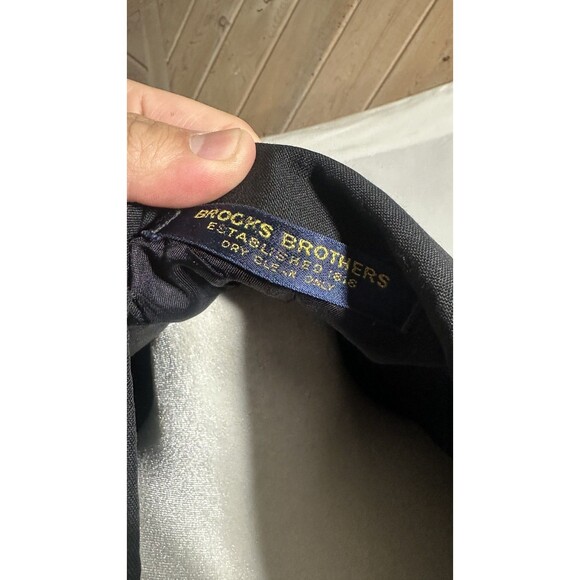 BROOKS BROTHERS
ESTABLISHED 1818
DRY CLEAN ONLY